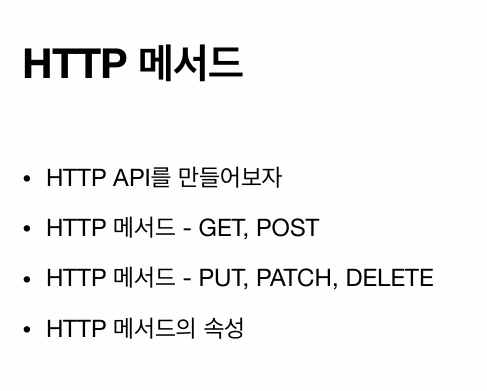 HTTP 메서드
• HTTP API를 만들어보자
• HTTP 메서드 - GET, POST
• HTTP 메서드 - PUT, PATCH, DELETE
• HTTP 메서드의 속성